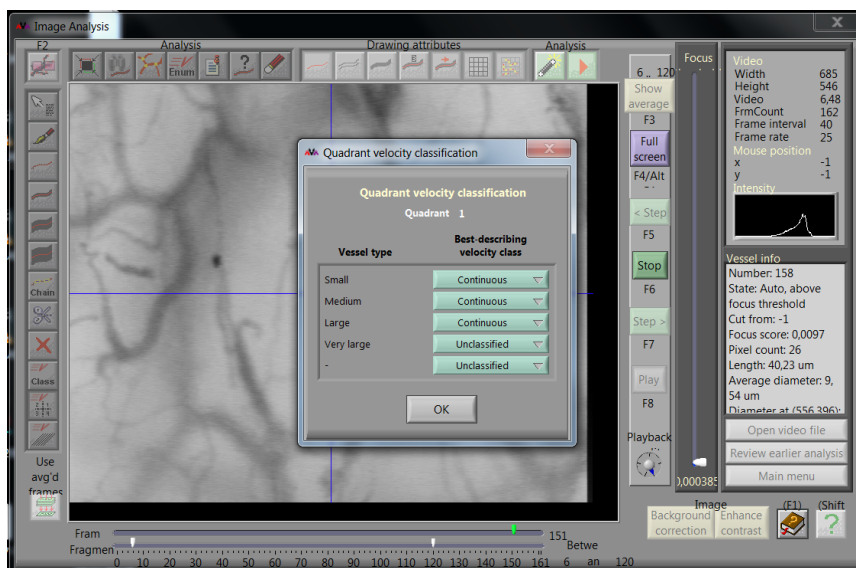 Image Analysis
F2
Analysis
Drawing attributes
Analysis
Enum
6 .. 120
Focus
Show
average
F3
Full
screen
F4/Alt
< Step
F5
Stop
F6
Step >
F7
Play
F8
Playback
Video
Width 685
Height 546
Video 6,48
FrmCount 162
Frame interval 40
Frame rate 25
Mouse position
x -1
y -1
Intensity
Vessel info
Number: 158
State: Auto, above
focus threshold
Cut from: -1
Focus score: 0,0097
Pixel count: 26
Length: 40,23 um
Average diameter: 9,
54 um
Diameter at (556,396):
Open video file
Review earlier analysis
Main menu
Quadrant velocity classification
Quadrant velocity classification
Quadrant 1
Vessel type
Best-describing
velocity class
Small Continuous
Medium Continuous
Large Continuous
Very large Unclassified
- Unclassified
OK
Chain
Class
Use
avg'd
frames
0,000385
Image
Background
correction
Enhance
contrast
(F1)
(Shift
Fram
151
Fragmen
Betwe
0 10 20 30 40 50 60 70 80 90 100 110 120 130 140 150 161
6 an 120